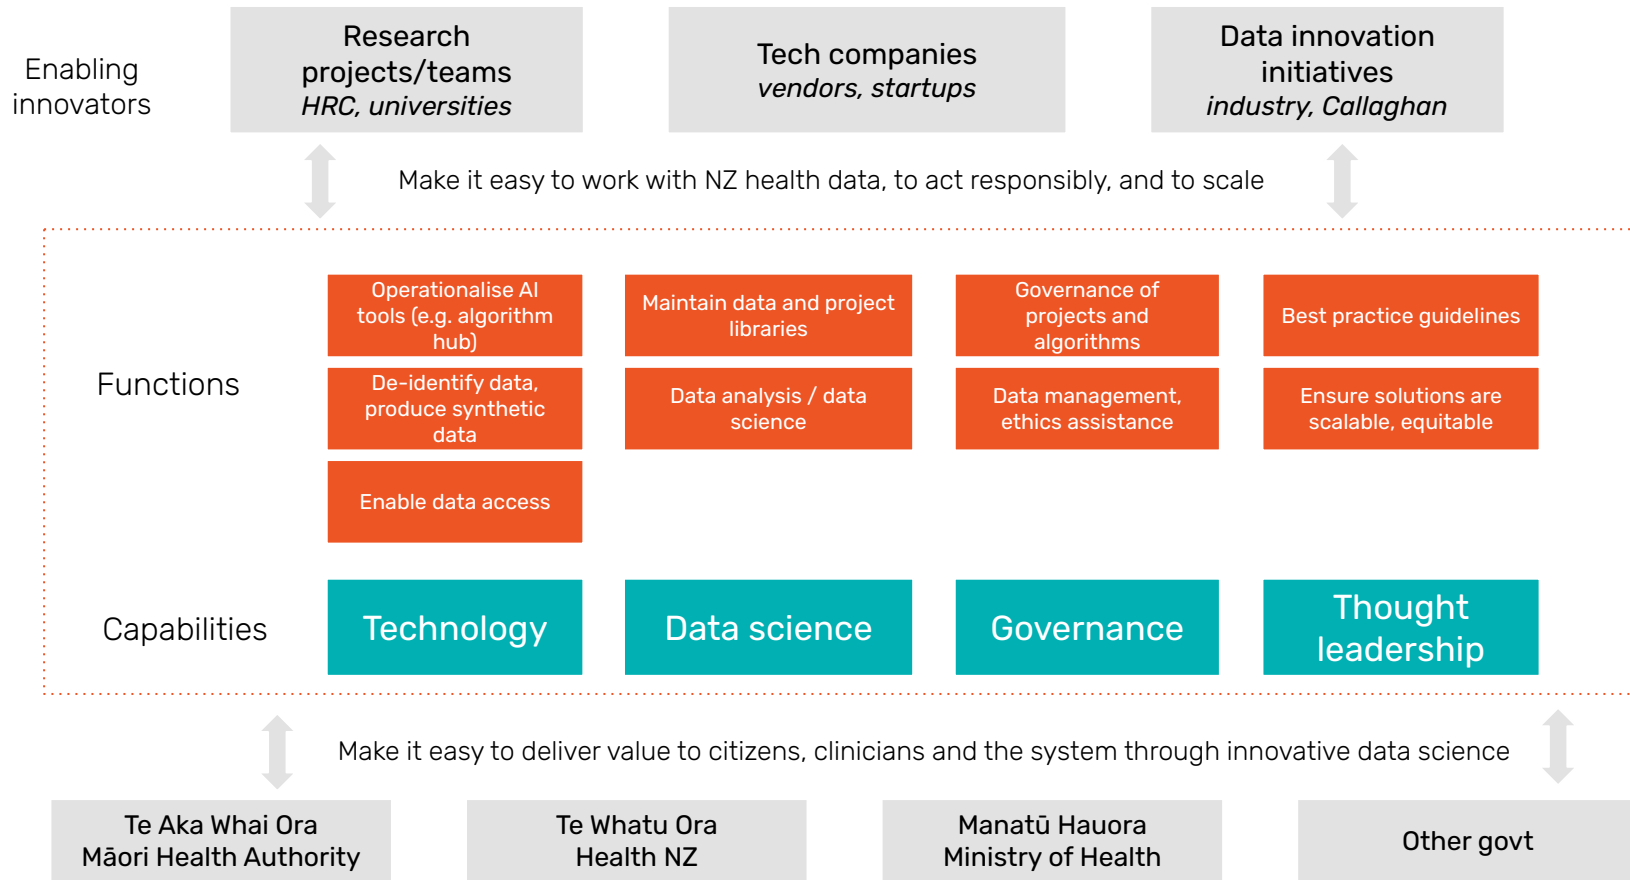 Enabling
innovators
Research
projects/teams
HRC, universities
Tech companies
vendors, startups
Data innovation
initiatives
industry, Callaghan
Make it easy to work with NZ health data, to act responsibly, and to scale
Functions
Operationalise AI
tools (e.g. algorithm
hub)
Maintain data and project
libraries
Governance of
projects and
algorithms
Best practice guidelines
De-identify data,
produce synthetic
data
Data analysis / data
science
Data management,
ethics assistance
Ensure solutions are
scalable, equitable
Enable data access
Capabilities
Technology
Data science
Governance
Thought
leadership
Make it easy to deliver value to citizens, clinicians and the system through innovative data science
Te Aka Whai Ora
Māori Health Authority
Te Whatu Ora
Health NZ
Manatū Hauora
Ministry of Health
Other govt